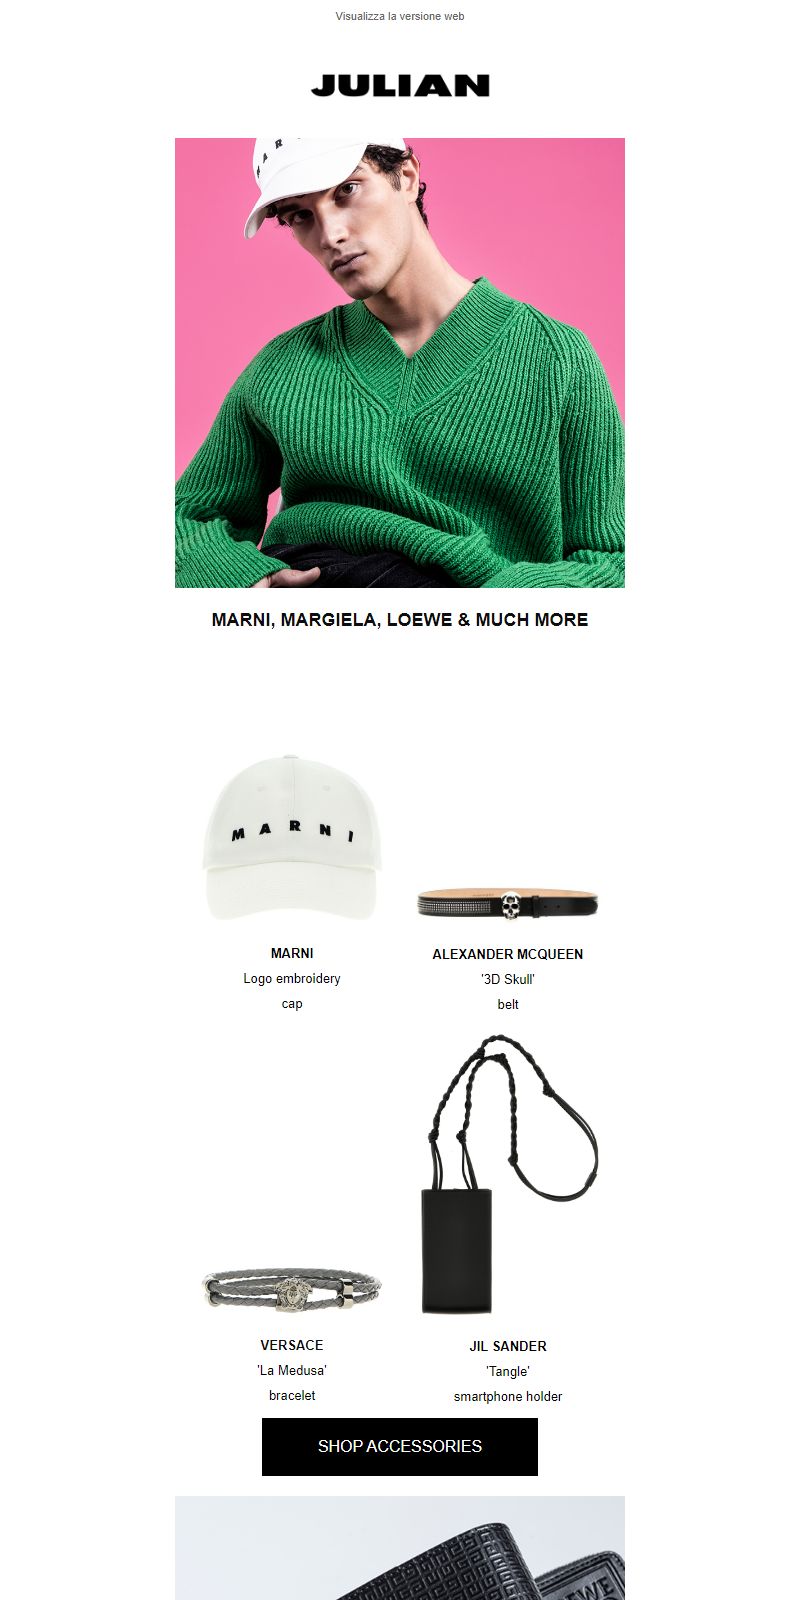 Visualizza la versione web
JULIAN
MARNI, MARGIELA, LOEWE & MUCH MORE
MARNI
MARNI
Logo embroidery
cap
ALEXANDER MCQUEEN
'3D Skull'
belt
VERSACE
'La Medusa'
bracelet
JIL SANDER
'Tangle'
smartphone holder
SHOP ACCESSORIES